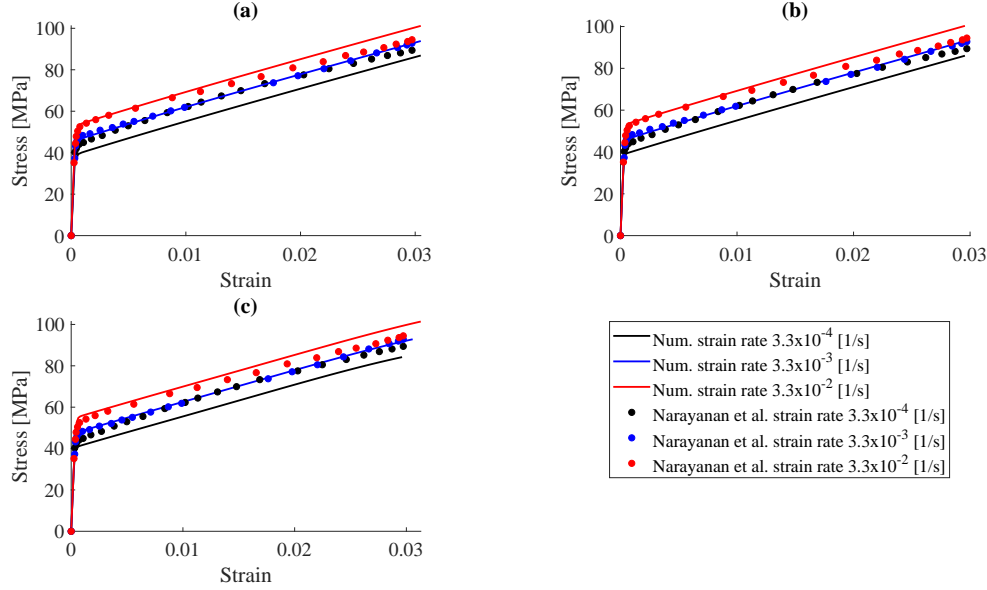 (a)
100
80
60
40
20
0
Stress [MPa]
0
0.01
0.02
0.03
Strain
(b)
100
80
60
40
20
0
Stress [MPa]
0
0.01
0.02
0.03
Strain
(c)
100
80
60
40
20
0
Stress [MPa]
0
0.01
0.02
0.03
Strain
Num. strain rate 3.3x10⁻⁴ [1/s]
Num. strain rate 3.3x10⁻³ [1/s]
Num. strain rate 3.3x10⁻² [1/s]
Narayanan et al. strain rate 3.3x10⁻⁴ [1/s]
Narayanan et al. strain rate 3.3x10⁻³ [1/s]
Narayanan et al. strain rate 3.3x10⁻² [1/s]